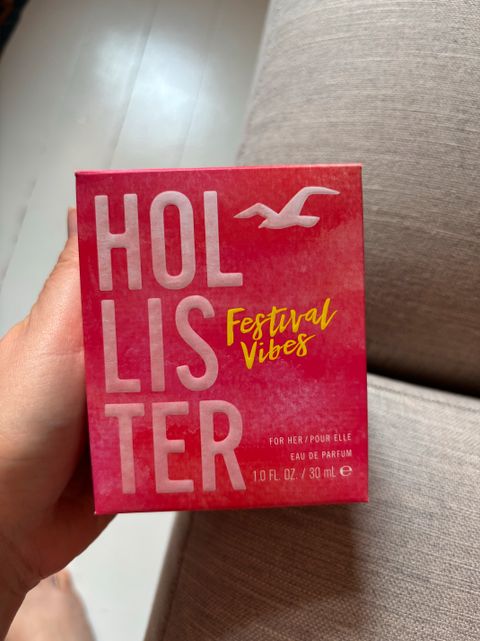 HOL
LIS
TER
Festival
Vibes
FOR HER/POUR ELLE
EAU DE PARFUM
1.0 FL. OZ. / 30 mL ℮